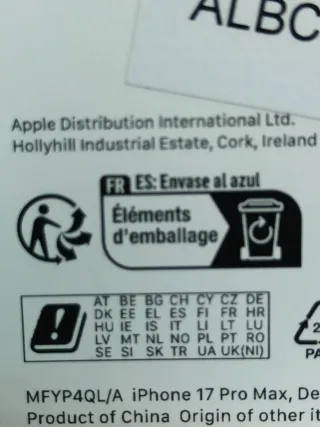 ALBC
Apple Distribution International Ltd.
Hollyhill Industrial Estate, Cork, Ireland
FR ES: Envase al azul
Éléments
d'emballage
AT BE BG CH CY CZ DE
DK EE EL ES FI FR HR
HU IE IS IT LI LT LU
LV MT NL NO PL PT RO
SE SI SK TR UA UK(NI)
2
PA
MFYP4QL/A iPhone 17 Pro Max, De
Product of China Origin of other it